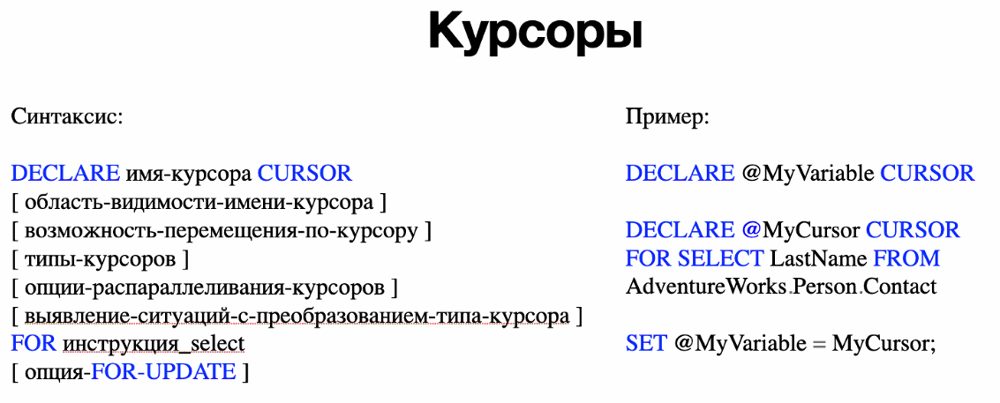 Курсоры
Синтаксис:
DECLARE имя-курсора CURSOR
[ область-видимости-имени-курсора ]
[ возможность-перемещения-по-курсору ]
[ типы-курсоров ]
[ опции-распараллеливания-курсоров ]
[ выявление-ситуаций-с-преобразованием-типа-курсора ]
FOR инструкция_select
[ опция-FOR-UPDATE ]
Пример:
DECLARE @MyVariable CURSOR
DECLARE @MyCursor CURSOR
FOR SELECT LastName FROM
AdventureWorks.Person.Contact
SET @MyVariable = MyCursor;